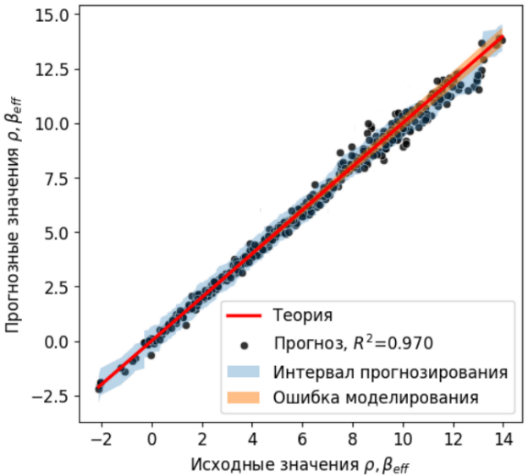 15.0
12.5
10.0
7.5
5.0
2.5
0.0
−2.5
Прогнозные значения ρ, β_eff
Теория
Прогноз, R²=0.970
Интервал прогнозирования
Ошибка моделирования
−2 0 2 4 6 8 10 12 14
Исходные значения ρ, β_eff